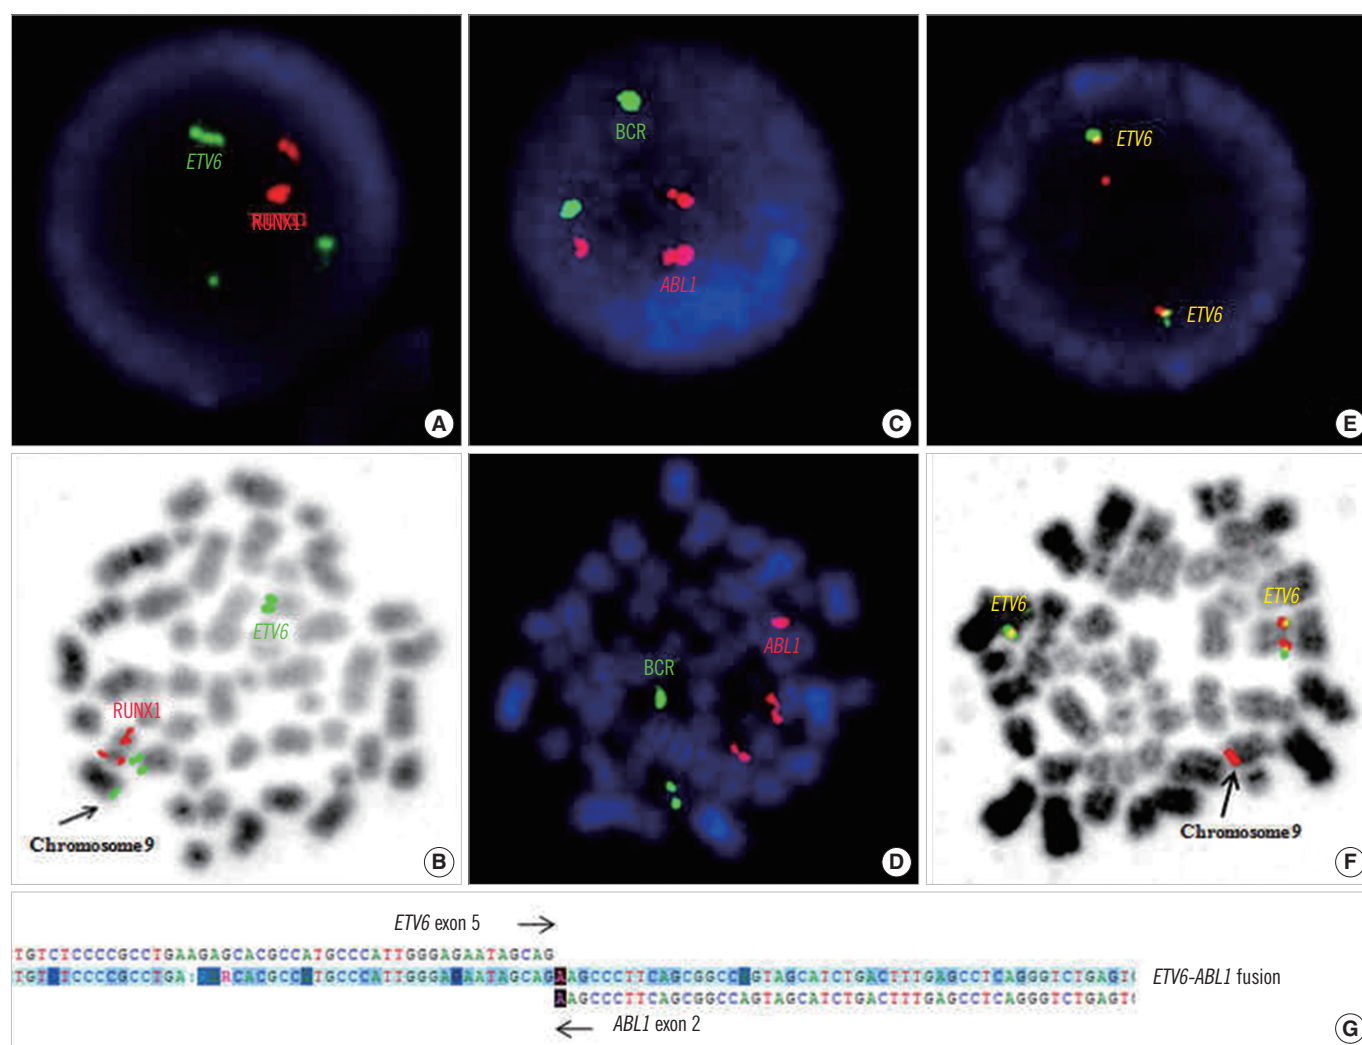 ETV6
RUNX1
A
BCR
ABL1
C
ETV6
ETV6
E
ETV6
RUNX1
Chromosome 9
B
BCR
ABL1
D
ETV6
ETV6
Chromosome 9
F
ETV6 exon 5
TGTCTCCCCGCCTGAAGAGCACGCCATGCCCATTGGGAGAATAGCAG
ETV6-ABL1 fusion
AAGCCCTTCAGCGGCCAGTAGCATCTGACTTTGAGCCTCAGGGTCTGAGT
ABL1 exon 2
G